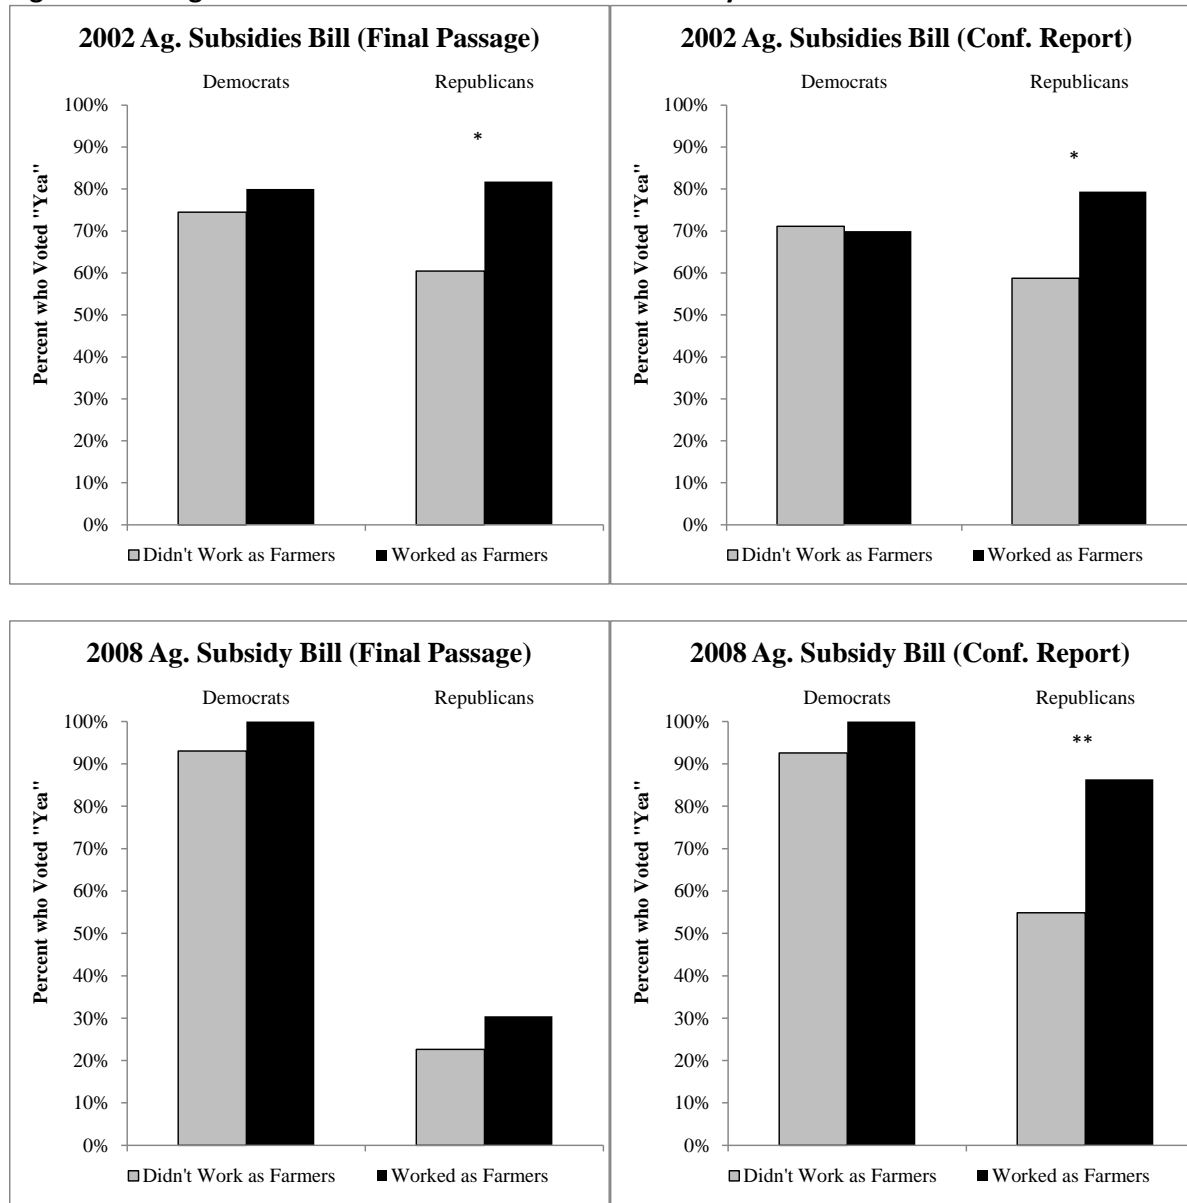 2002 Ag. Subsidies Bill (Final Passage)
Democrats Republicans
100%
90%
80%
70%
60%
50%
40%
30%
20%
10%
0%
Percent who Voted "Yea"
*
Didn't Work as Farmers Worked as Farmers
2002 Ag. Subsidies Bill (Conf. Report)
Democrats Republicans
100%
90%
80%
70%
60%
50%
40%
30%
20%
10%
0%
Percent who Voted "Yea"
*
Didn't Work as Farmers Worked as Farmers
2008 Ag. Subsidy Bill (Final Passage)
Democrats Republicans
100%
90%
80%
70%
60%
50%
40%
30%
20%
10%
0%
Percent who Voted "Yea"
Didn't Work as Farmers Worked as Farmers
2008 Ag. Subsidy Bill (Conf. Report)
Democrats Republicans
100%
90%
80%
70%
60%
50%
40%
30%
20%
10%
0%
Percent who Voted "Yea"
**
Didn't Work as Farmers Worked as Farmers